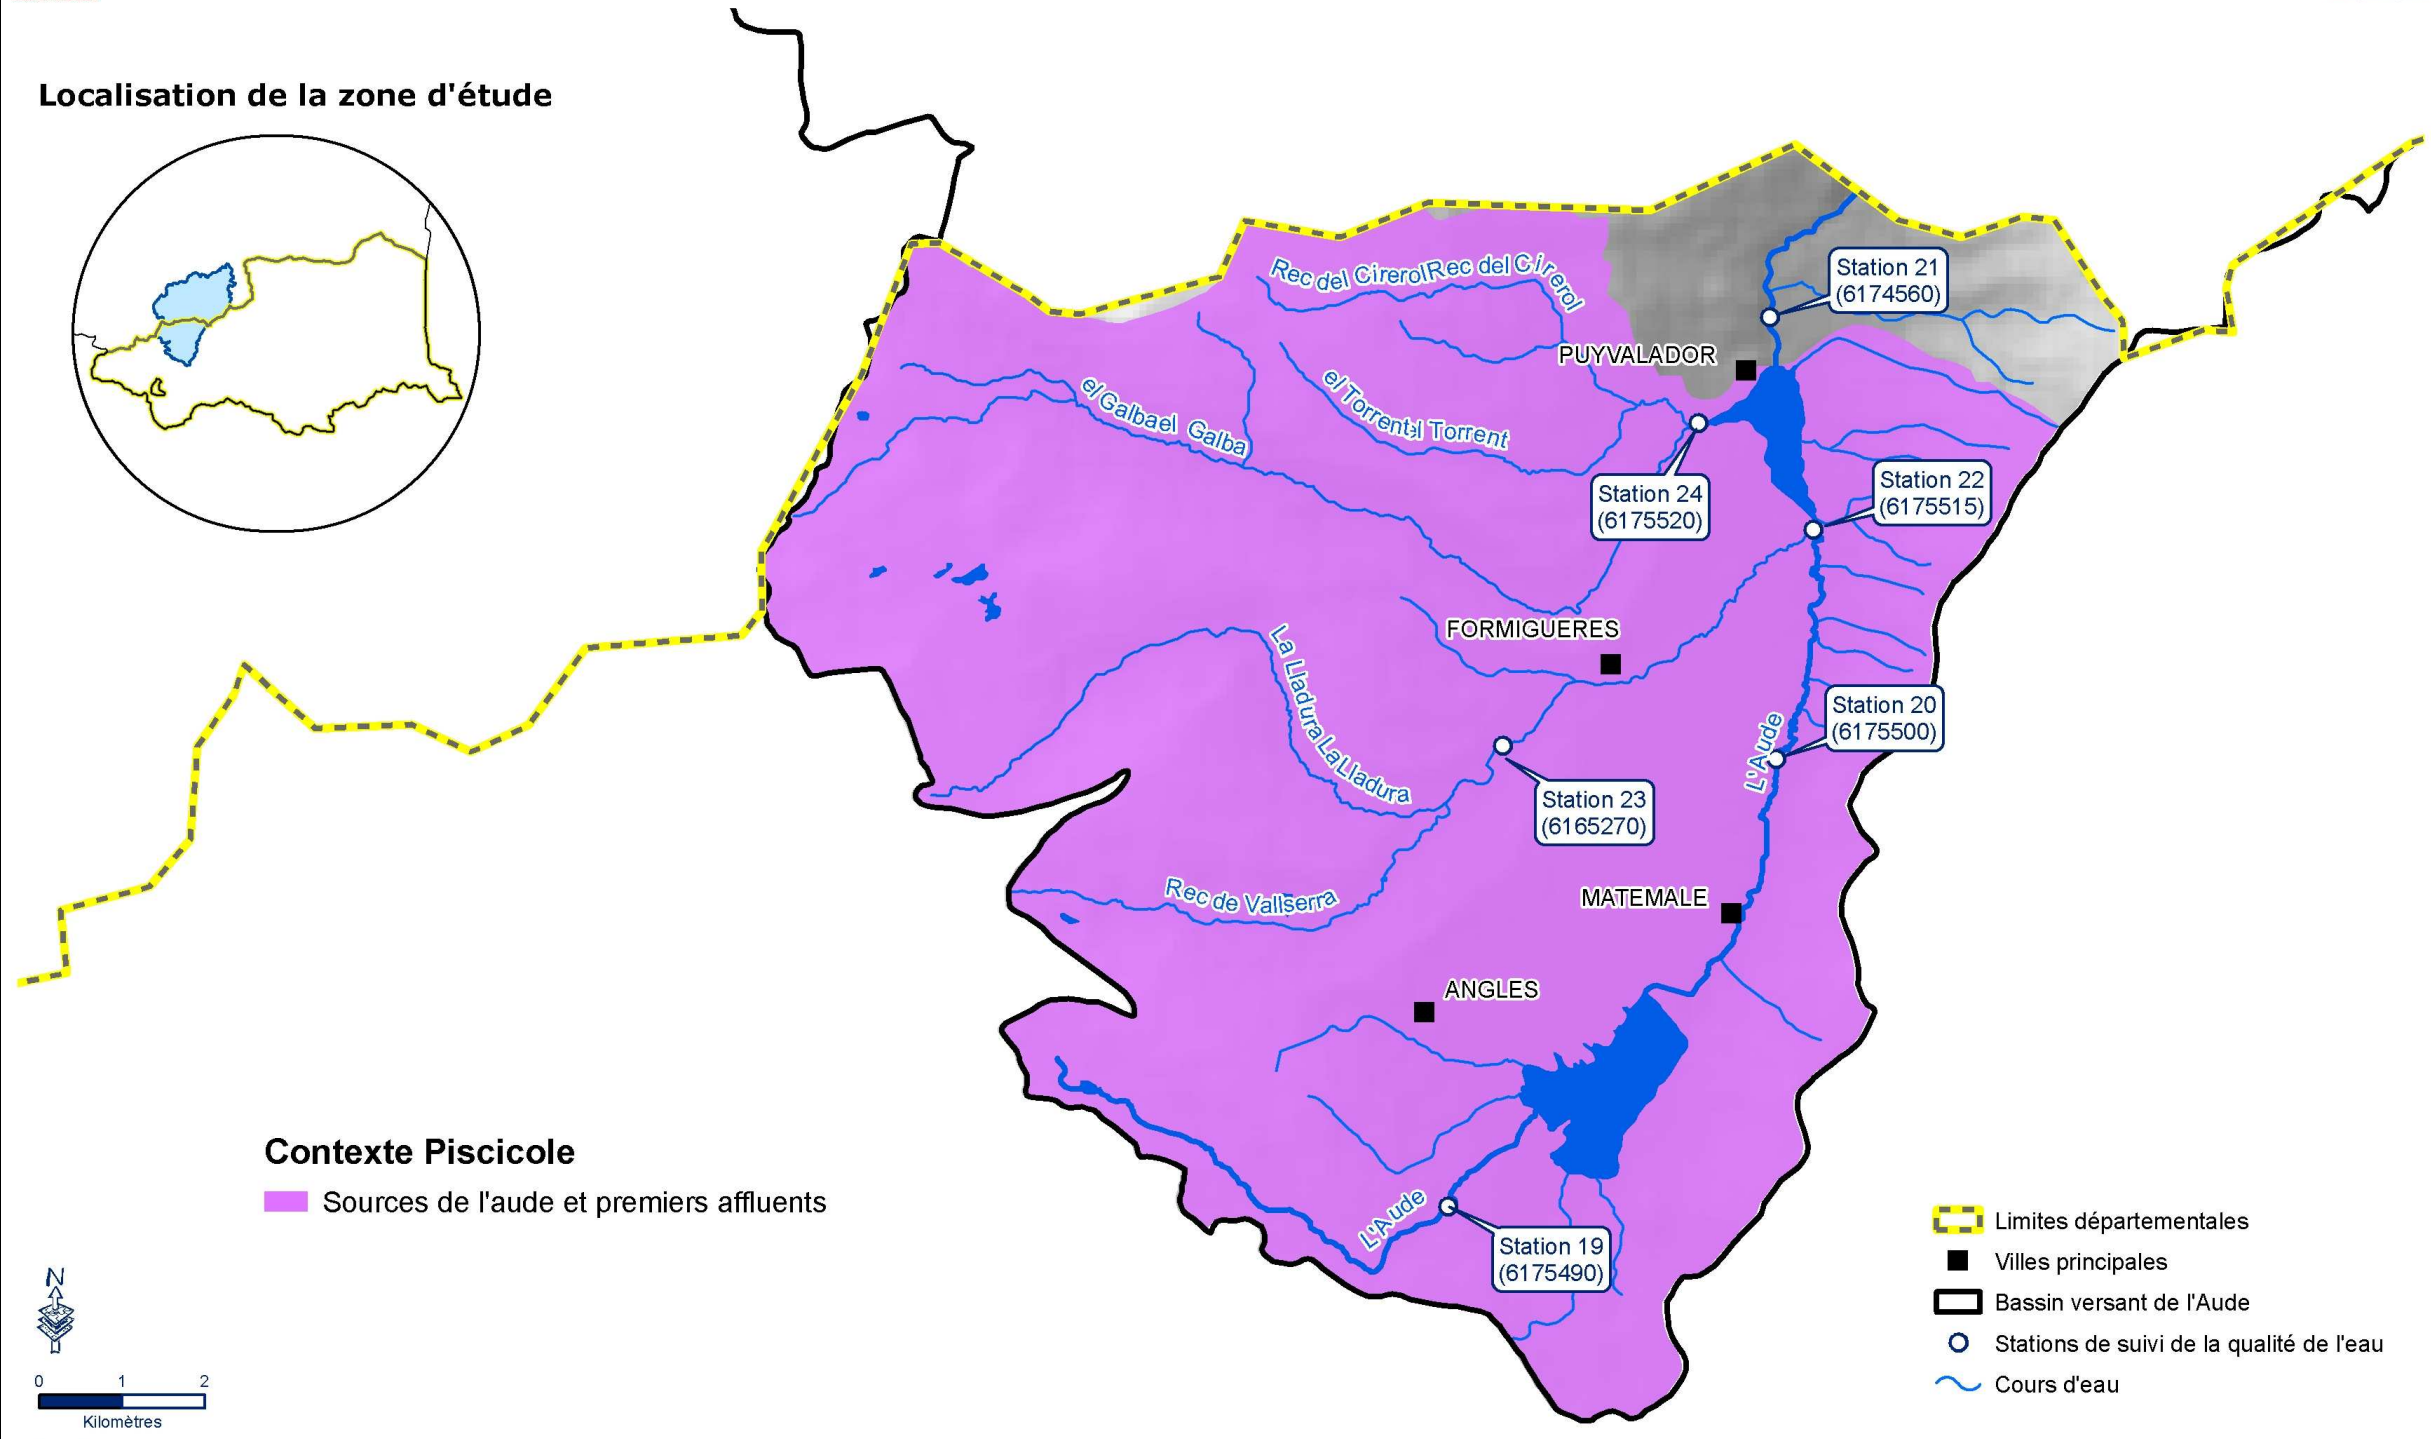 Localisation de la zone d'étude
Rec del CirerolRec del Cirerol
Station 21
(6174560)
PUYVALADOR
el Galbael Galba
el Torrentel Torrent
Station 24
(6175520)
Station 22
(6175515)
FORMIGUERES
La Lladura La Lladura
Station 20
(6175500)
L'Aude
Station 23
(6165270)
Rec de Vallserra
MATEMALE
ANGLES
L'Aude
Station 19
(6175490)
Contexte Piscicole
Sources de l'aude et premiers affluents
N
0 1 2
Kilomètres
Limites départementales
Villes principales
Bassin versant de l'Aude
Stations de suivi de la qualité de l'eau
Cours d'eau